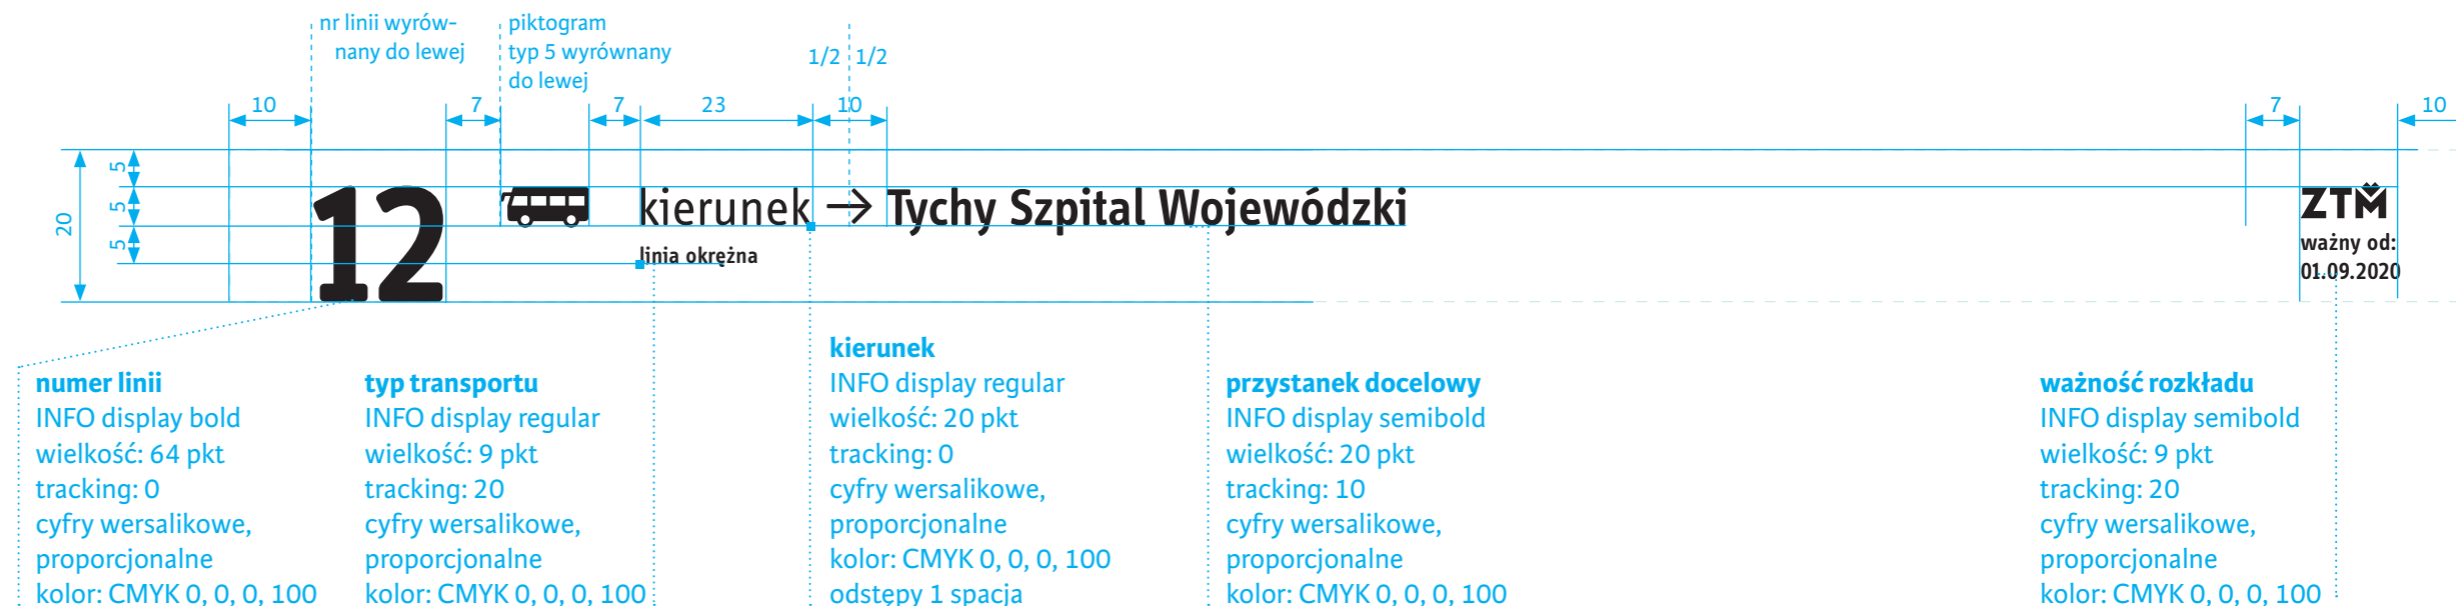 nr linii wyrów-
nany do lewej
piktogram
typ 5 wyrównany
do lewej
1/2 1/2
10 7 7 23 10 7 10
20
5
5
5
12 kierunek → Tychy Szpital Wojewódzki
linia okrężna
ZTM
ważny od:
01.09.2020
numer linii
INFO display bold
wielkość: 64 pkt
tracking: 0
cyfry wersalikowe,
proporcjonalne
kolor: CMYK 0, 0, 0, 100
typ transportu
INFO display regular
wielkość: 9 pkt
tracking: 20
cyfry wersalikowe,
proporcjonalne
kolor: CMYK 0, 0, 0, 100
kierunek
INFO display regular
wielkość: 20 pkt
tracking: 0
cyfry wersalikowe,
proporcjonalne
kolor: CMYK 0, 0, 0, 100
odstępy 1 spacja
przystanek docelowy
INFO display semibold
wielkość: 20 pkt
tracking: 10
cyfry wersalikowe,
proporcjonalne
kolor: CMYK 0, 0, 0, 100
ważność rozkładu
INFO display semibold
wielkość: 9 pkt
tracking: 20
cyfry wersalikowe,
proporcjonalne
kolor: CMYK 0, 0, 0, 100